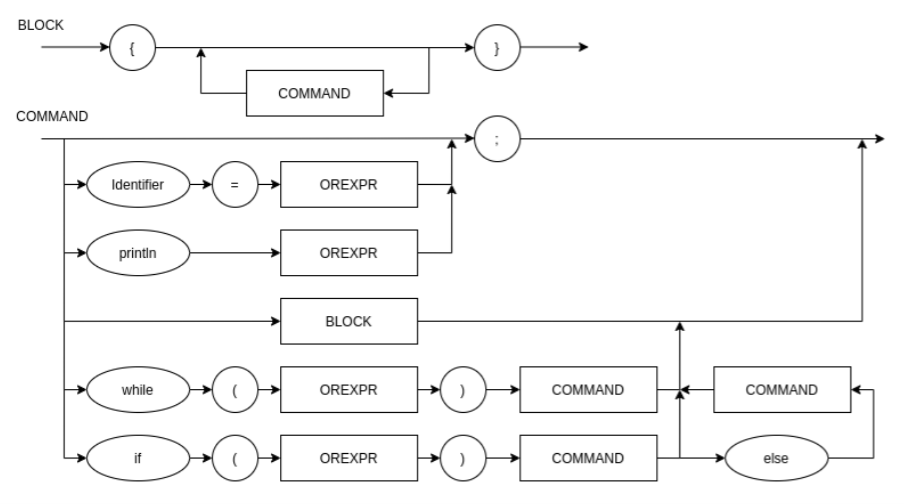 BLOCK
{ }
COMMAND
COMMAND
;
Identifier = OREXPR
println OREXPR
BLOCK
while ( OREXPR ) COMMAND COMMAND
if ( OREXPR ) COMMAND else